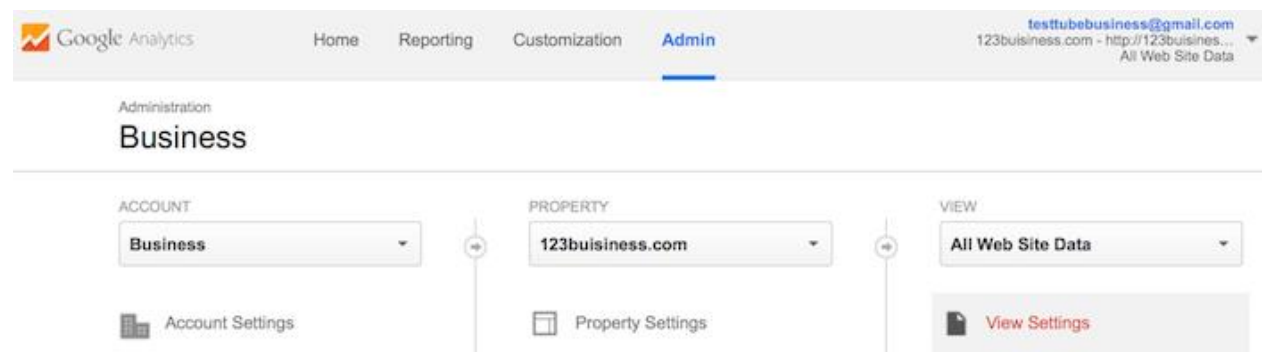 Google Analytics Home Reporting Customization Admin
testtubebusiness@gmail.com
123buisiness.com - http://123buisines...
All Web Site Data
Administration
Business
ACCOUNT PROPERTY VIEW
Business 123buisiness.com All Web Site Data
Account Settings Property Settings View Settings